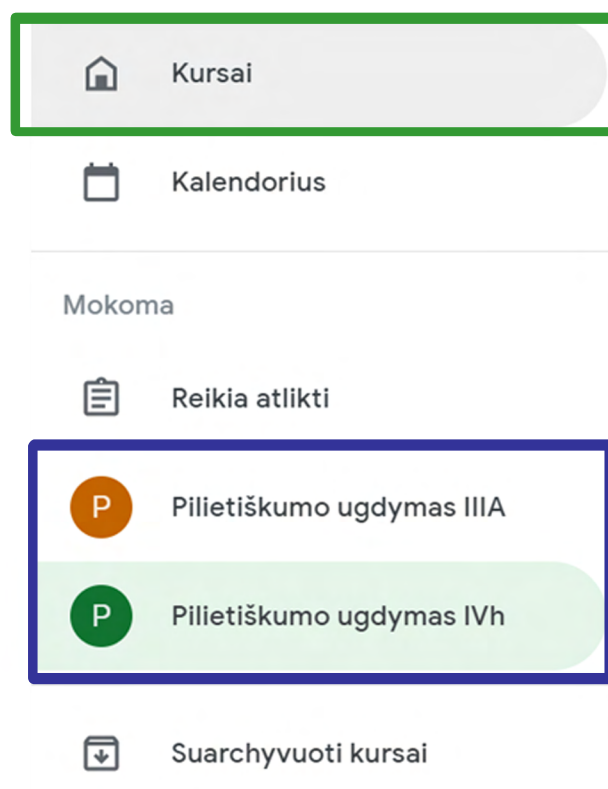 Kursai
Kalendorius
Mokoma
Reikia atlikti
P Pilietiškumo ugdymas IIIA
P Pilietiškumo ugdymas IVh
Suarchyvuoti kursai